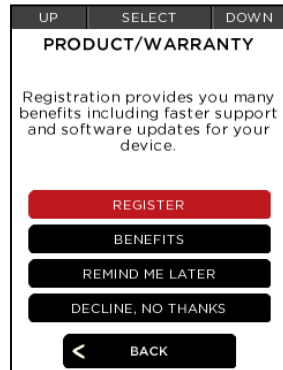 UP SELECT DOWN
PRODUCT/WARRANTY
Registration provides you many
benefits including faster support
and software updates for your
device.
REGISTER
BENEFITS
REMIND ME LATER
DECLINE, NO THANKS
< BACK